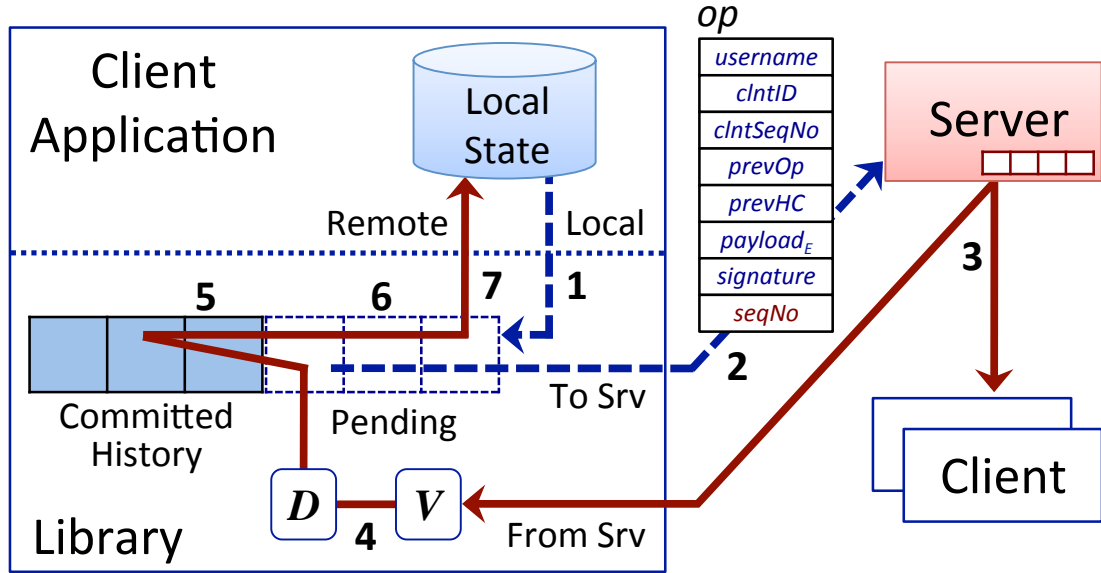 Client
Application
Local
State
Remote
Local
5
6
7
1
Committed
History
Pending
To Srv
2
D
V
4
From Srv
Library
op
username
clntID
clntSeqNo
prevOp
prevHC
payload_E
signature
seqNo
Server
3
Client